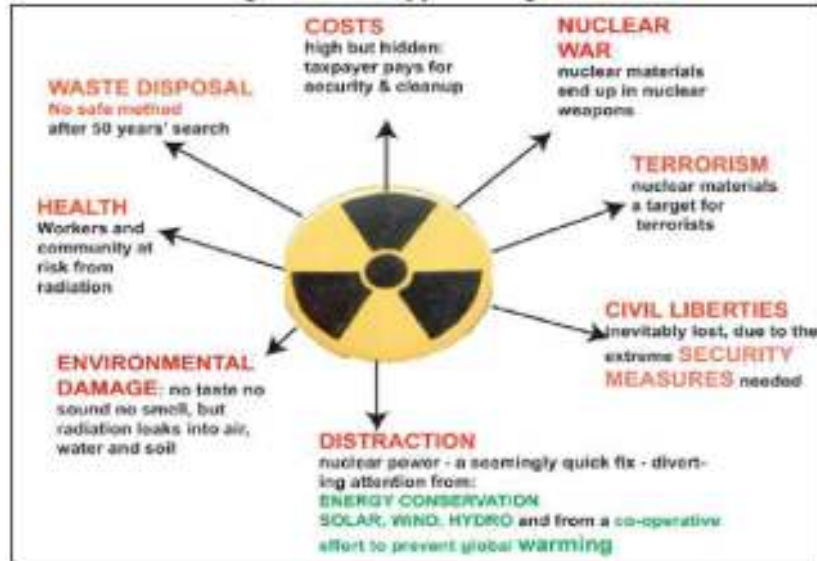 COSTS
high but hidden:
taxpayer pays for
security & cleanup
NUCLEAR
WAR
nuclear materials
end up in nuclear
weapons
WASTE DISPOSAL
No safe method
after 50 years' search
TERRORISM
nuclear materials
a target for
terrorists
HEALTH
Workers and
community at
risk from
radiation
CIVIL LIBERTIES
inevitably lost, due to the
extreme SECURITY
MEASURES needed
ENVIRONMENTAL
DAMAGE: no taste no
sound no smell, but
radiation leaks into air,
water and soil
DISTRACTION
nuclear power - a seemingly quick fix - divert-
ing attention from:
ENERGY CONSERVATION
SOLAR, WIND, HYDRO and from a co-operative
effort to prevent global warming